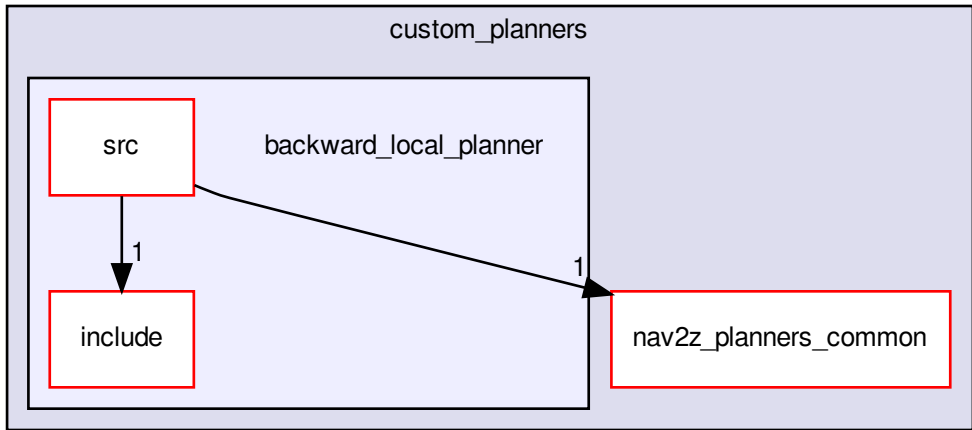 custom_planners
src
backward_local_planner
1
1
include
nav2z_planners_common